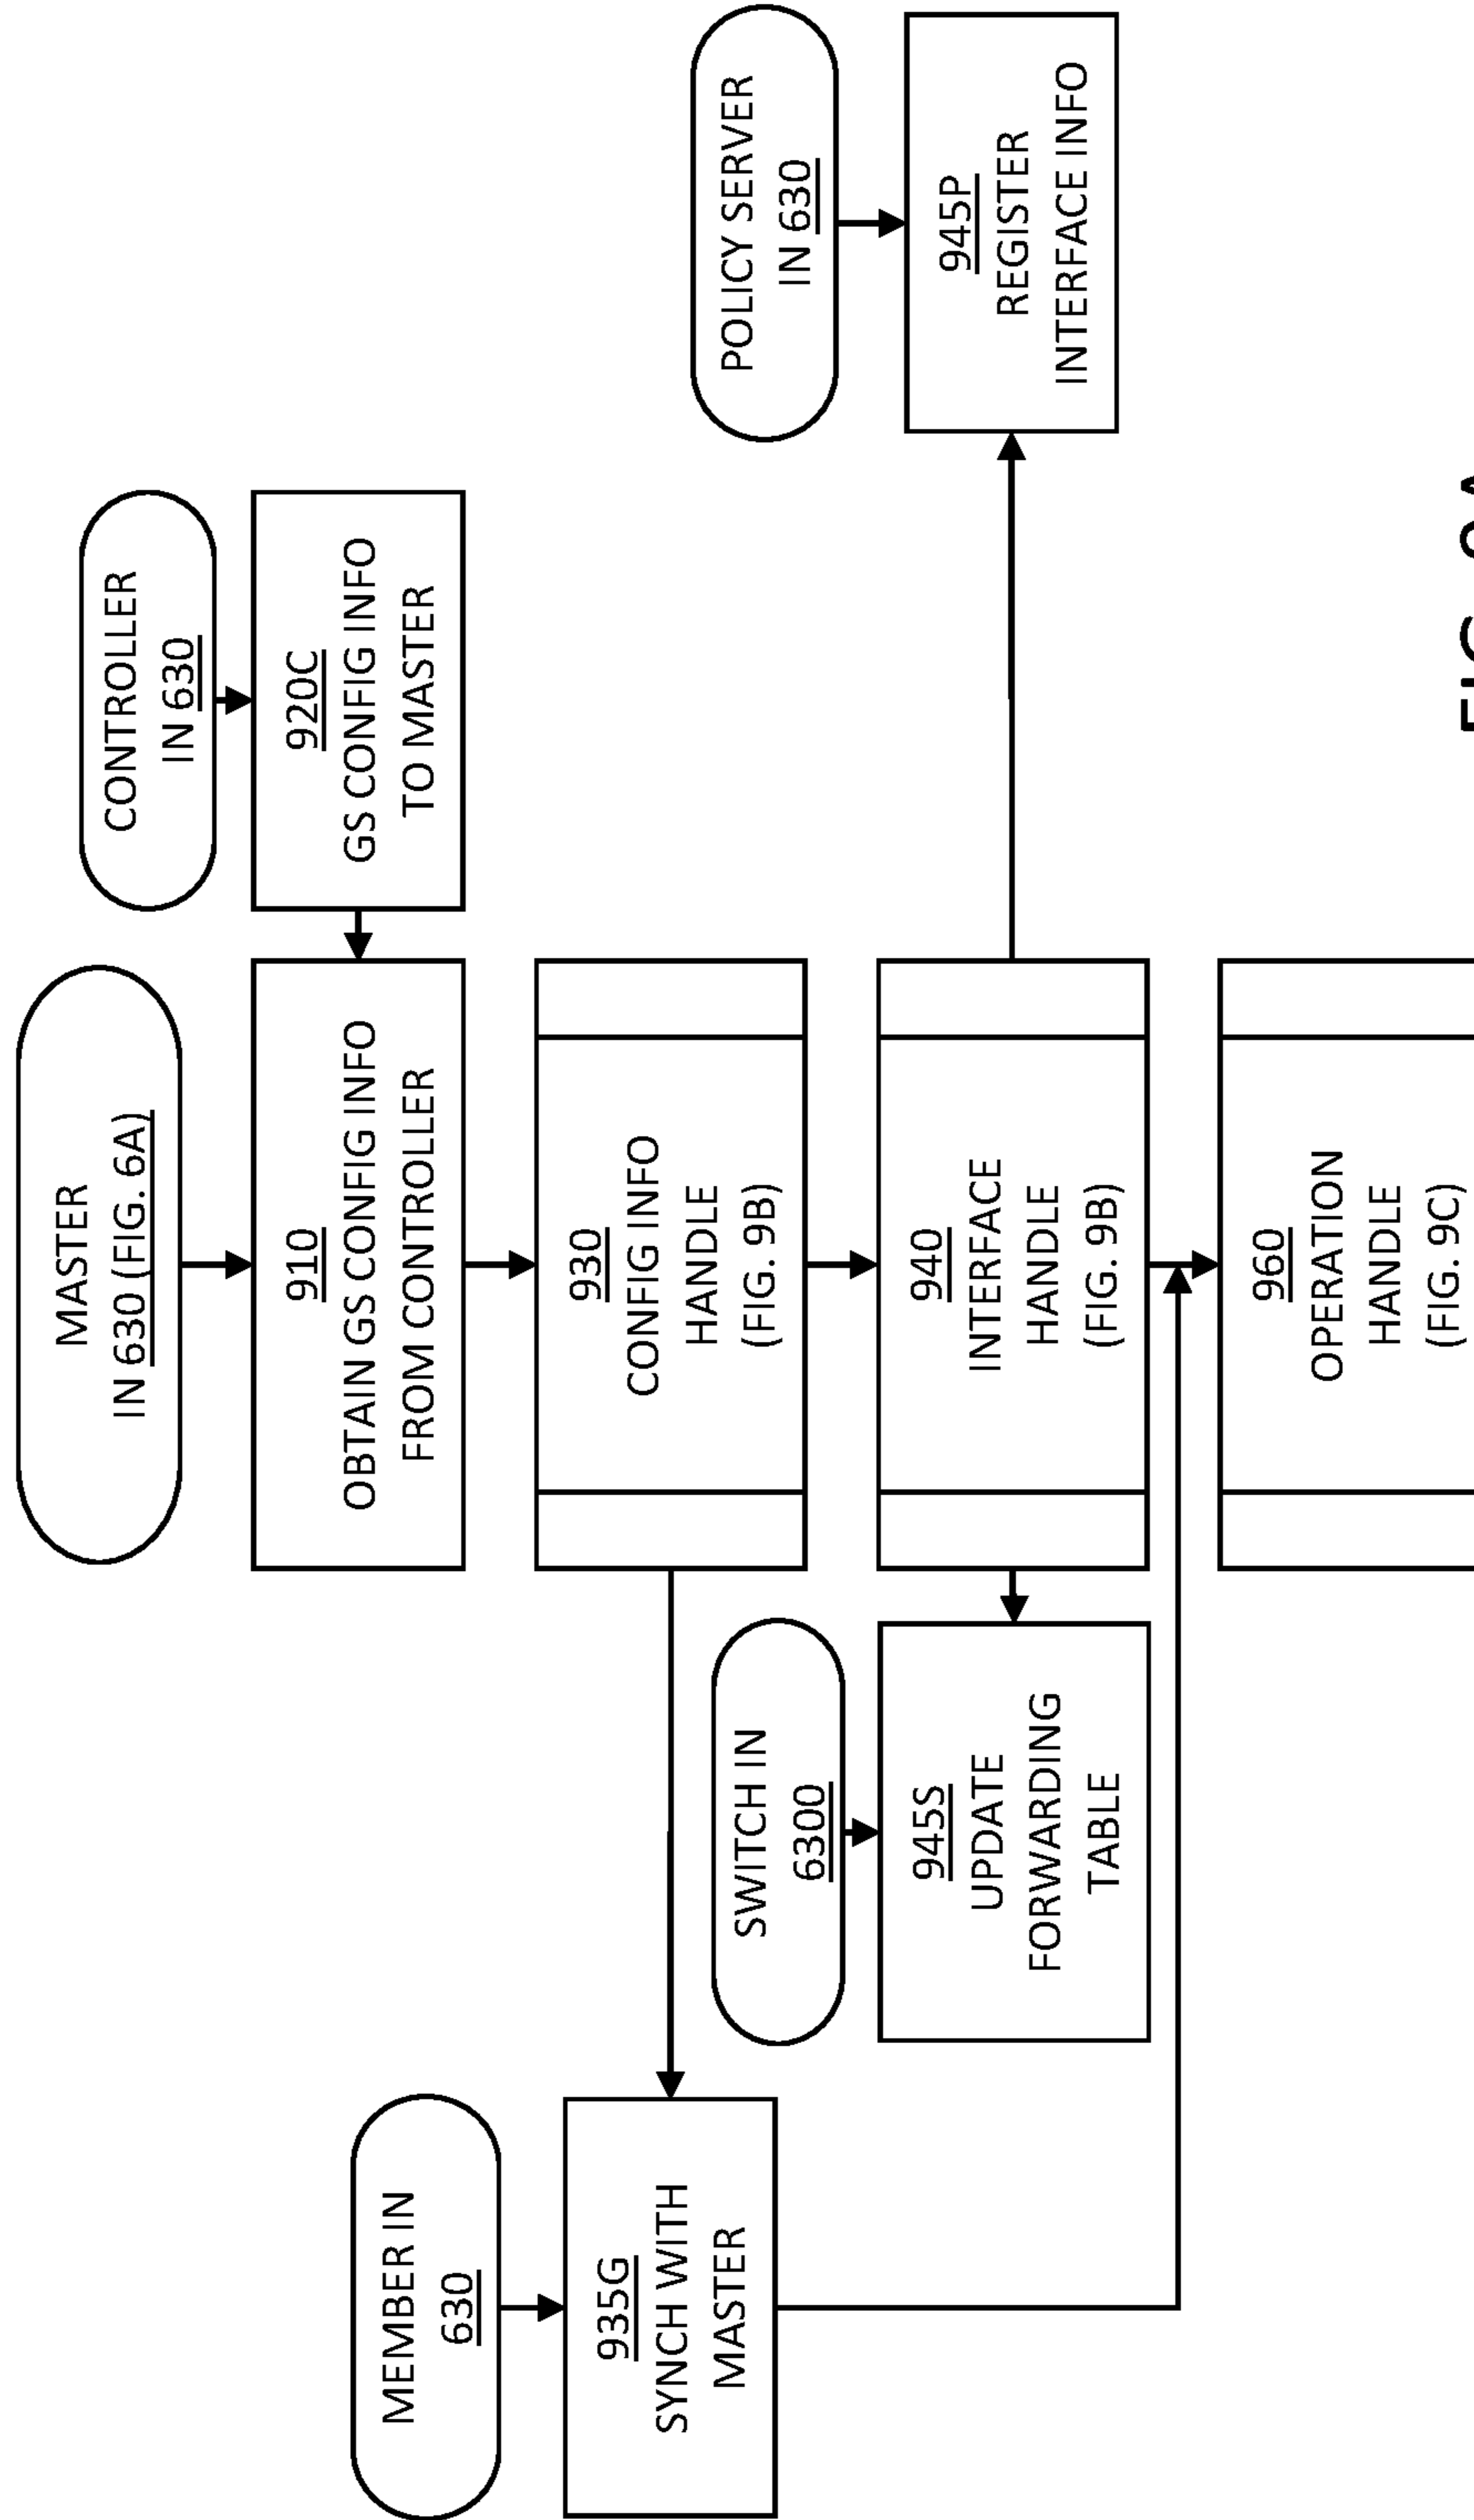 MASTER
IN 630 (FIG. 6A)
CONTROLLER
IN 630
910
OBTAIN GS CONFIG INFO
FROM CONTROLLER
920C
GS CONFIG INFO
TO MASTER
MEMBER IN
630
930
CONFIG INFO
HANDLE
(FIG. 9B)
935G
SYNCH WITH
MASTER
SWITCH IN
6300
POLICY SERVER
IN 630
945S
UPDATE
FORWARDING
TABLE
940
INTERFACE
HANDLE
(FIG. 9B)
945P
REGISTER
INTERFACE INFO
960
OPERATION
HANDLE
(FIG. 9C)